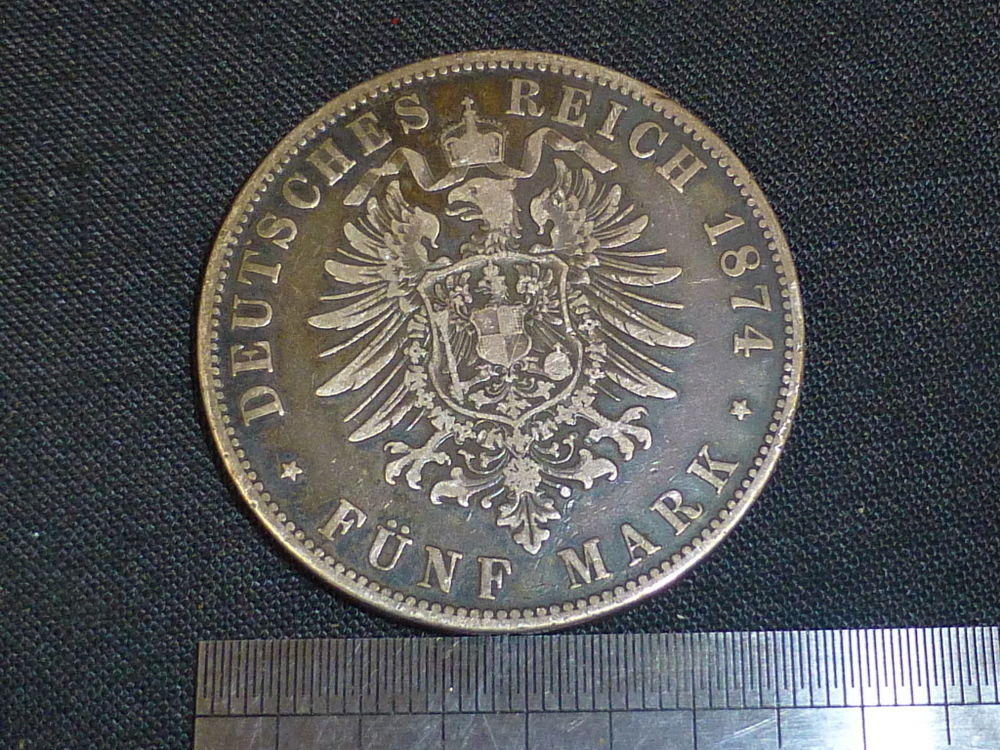 DEUTSCHES REICH 1874
FÜNF MARK